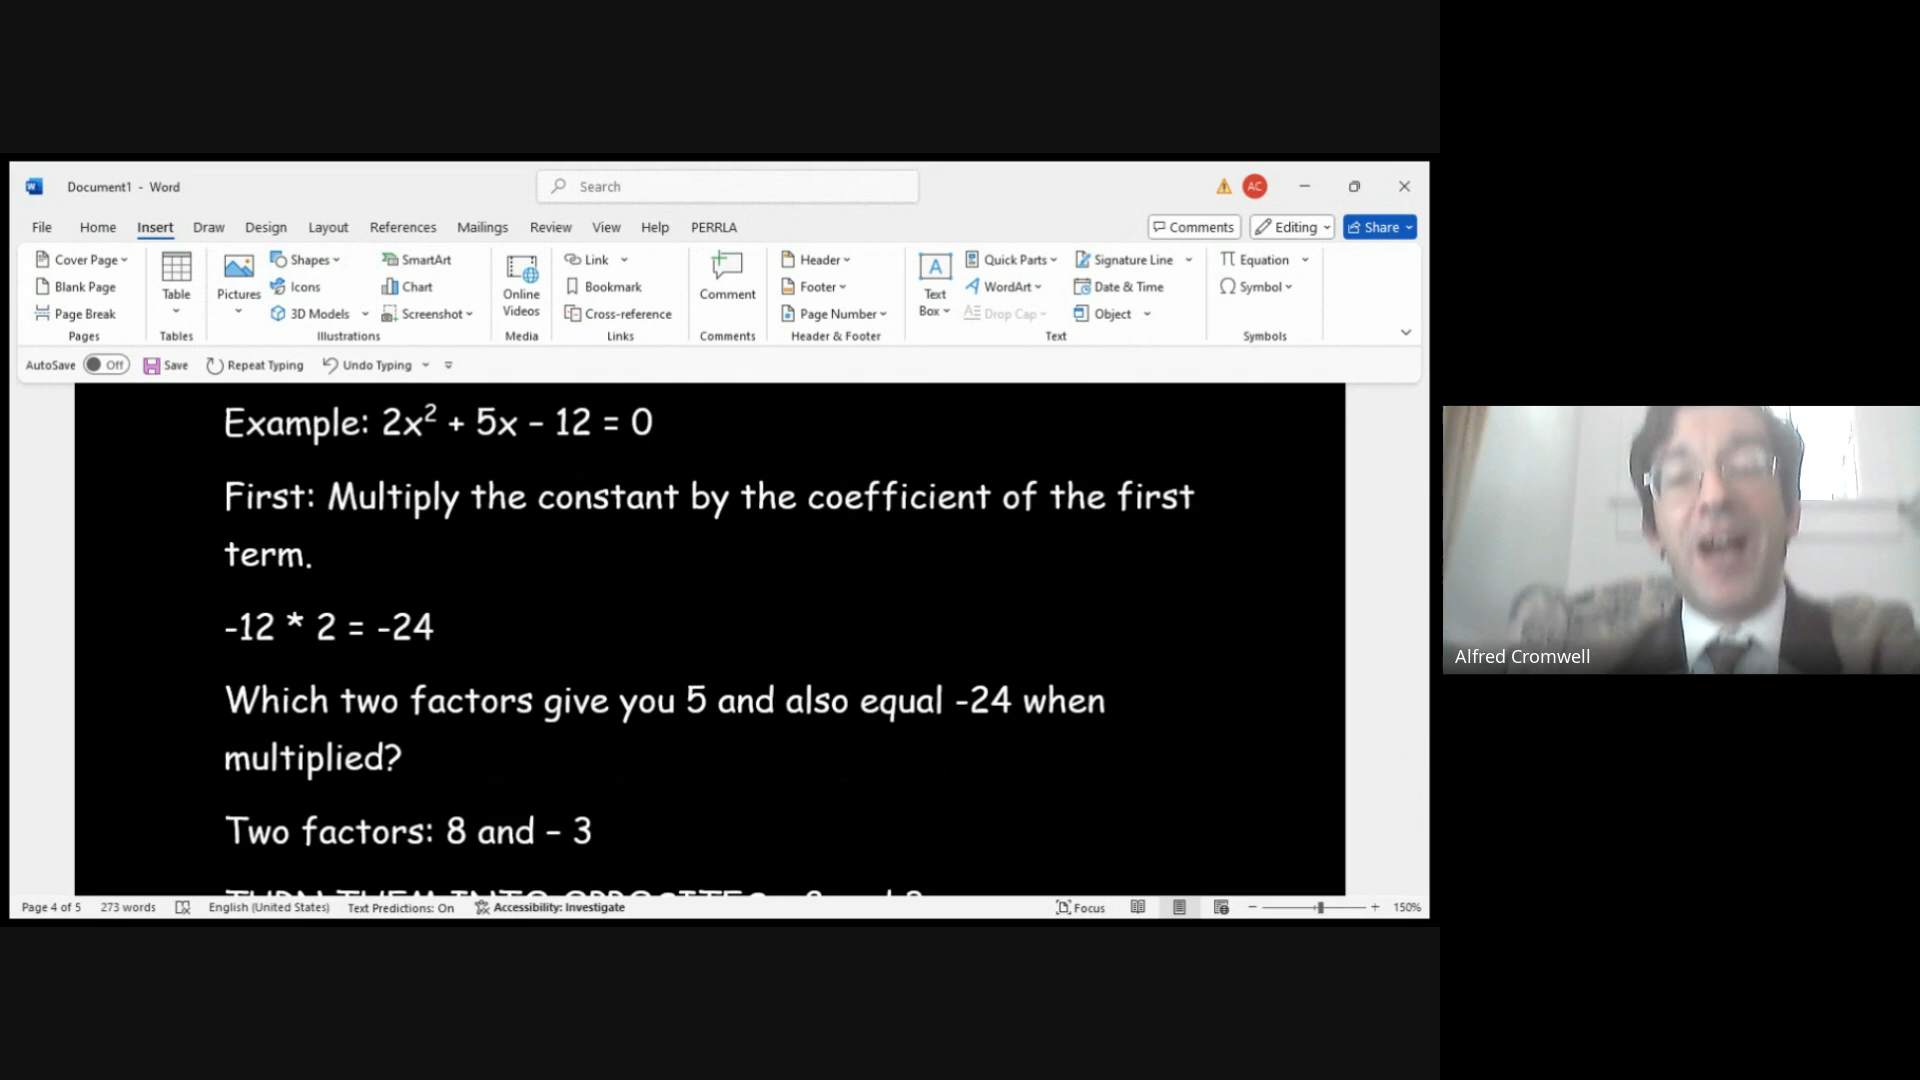 Document1 - Word
Search
AC
File Home Insert Draw Design Layout References Mailings Review View Help PERRLA
Comments Editing Share
Cover Page
Blank Page
Page Break
Pages
Table
Tables
Pictures
Shapes
Icons
3D Models
SmartArt
Chart
Screenshot
Illustrations
Online
Videos
Media
Link
Bookmark
Cross-reference
Links
Comment
Comments
Header
Footer
Page Number
Header & Footer
Text
Box
Quick Parts
WordArt
Drop Cap
Signature Line
Date & Time
Object
Text
Equation
Symbol
Symbols
AutoSave Off Save Repeat Typing Undo Typing
Example: 2x² + 5x – 12 = 0
First: Multiply the constant by the coefficient of the first
term.
-12 * 2 = -24
Which two factors give you 5 and also equal -24 when
multiplied?
Two factors: 8 and – 3
Page 4 of 5 273 words English (United States) Text Predictions: On Accessibility: Investigate
Focus 150%
Alfred Cromwell